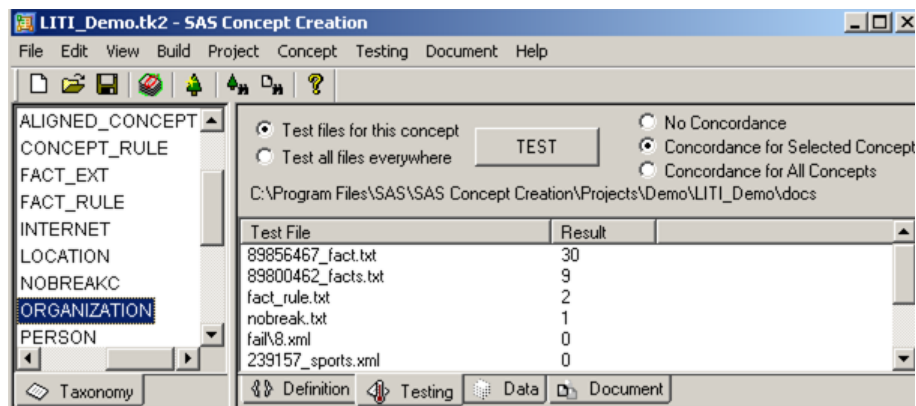 LITI_Demo.tk2 - SAS Concept Creation
File Edit View Build Project Concept Testing Document Help
ALIGNED_CONCEPT
CONCEPT_RULE
FACT_EXT
FACT_RULE
INTERNET
LOCATION
NOBREAKC
ORGANIZATION
PERSON
Taxonomy
Test files for this concept
Test all files everywhere
TEST
No Concordance
Concordance for Selected Concept
Concordance for All Concepts
C:\Program Files\SAS\SAS Concept Creation\Projects\Demo\LITI_Demo\docs
Test File Result
89856467_fact.txt 30
89800462_facts.txt 9
fact_rule.txt 2
nobreak.txt 1
fail\8.xml 0
239157_sports.xml 0
Definition Testing Data Document